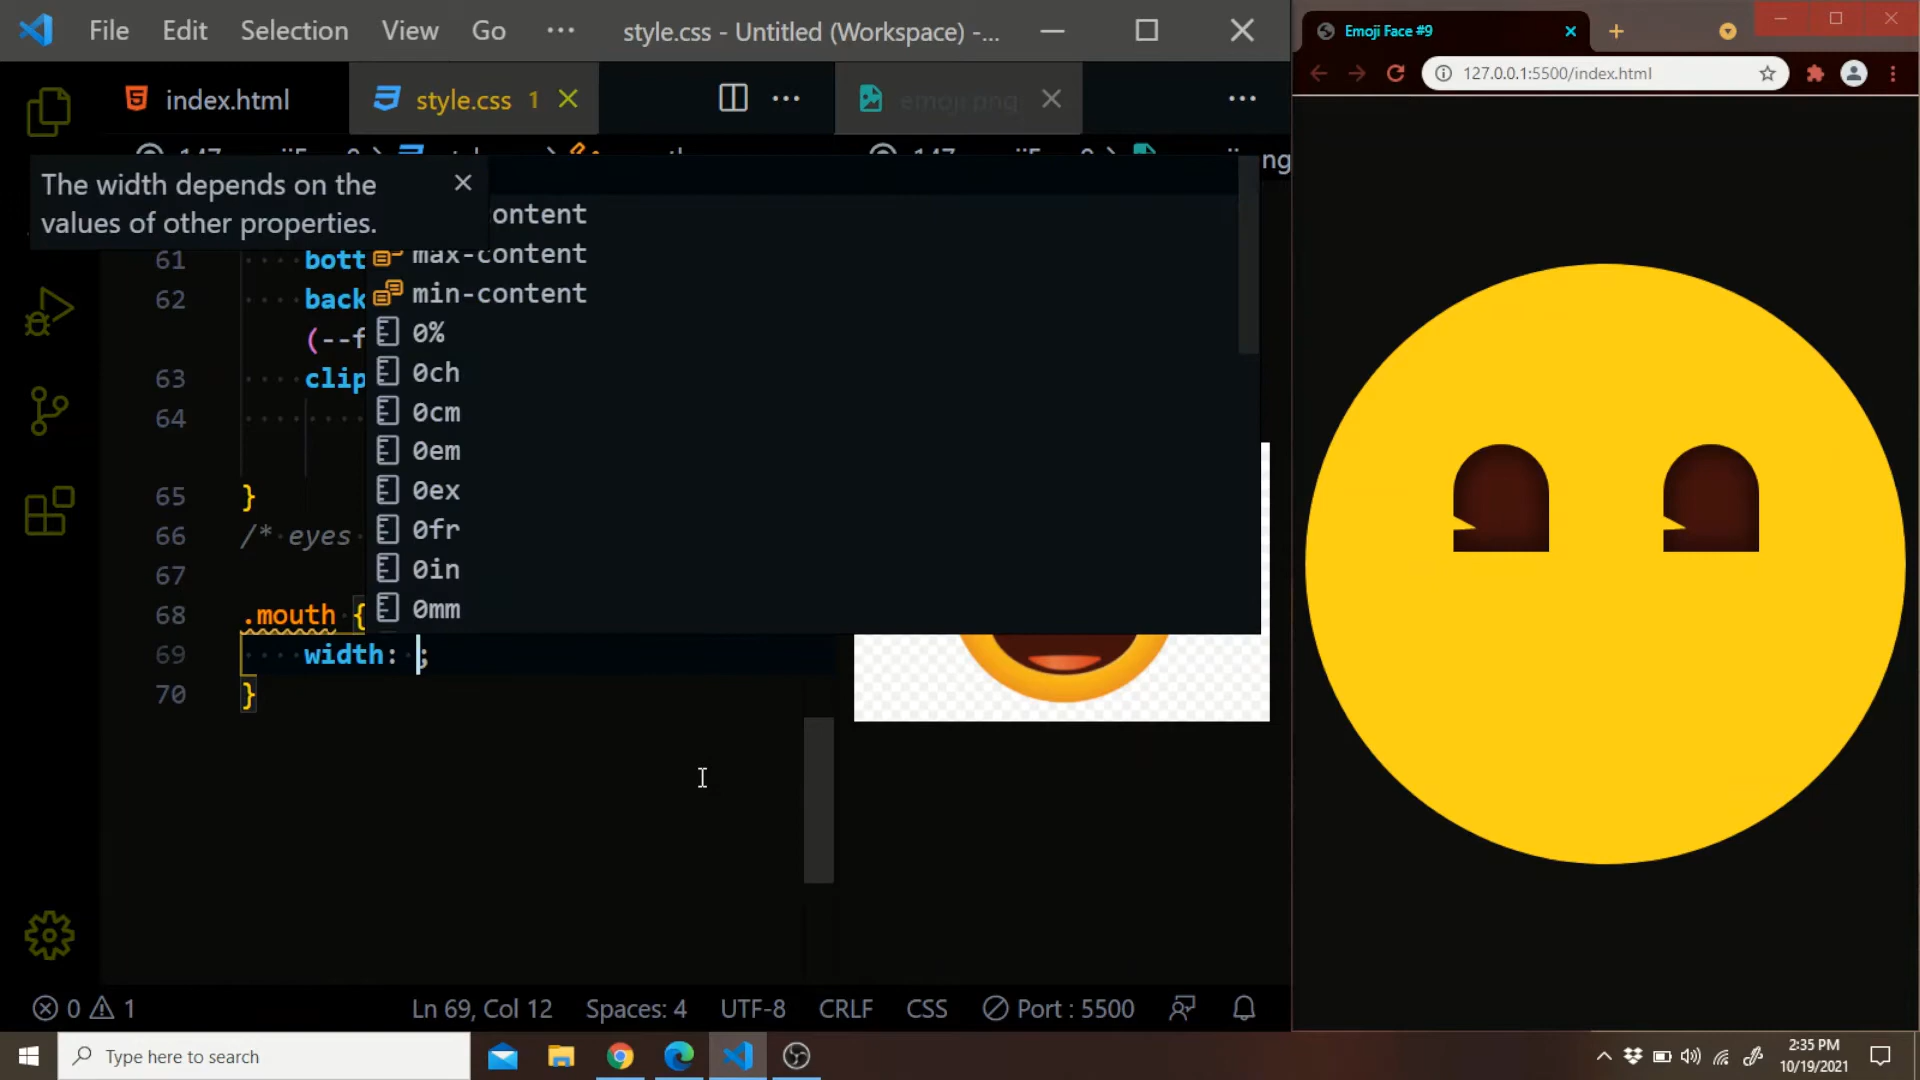 File Edit Selection View Go ··· style.css - Untitled (Workspace) -...
Emoji Face #9
127.0.0.1:5500/index.html
index.html style.css 1 ··· emoji.png ···
The width depends on the
values of other properties.
ng
ontent
max-content
min-content
0%
0ch
0cm
0em
0ex
0fr
0in
0mm
61 bott
62 back
(--f
63 clip
64
65 }
66 /* eyes
67
68 .mouth {
69 width: ;
70 }
0 1 Ln 69, Col 12 Spaces: 4 UTF-8 CRLF CSS Port : 5500
Type here to search
2:35 PM
10/19/2021